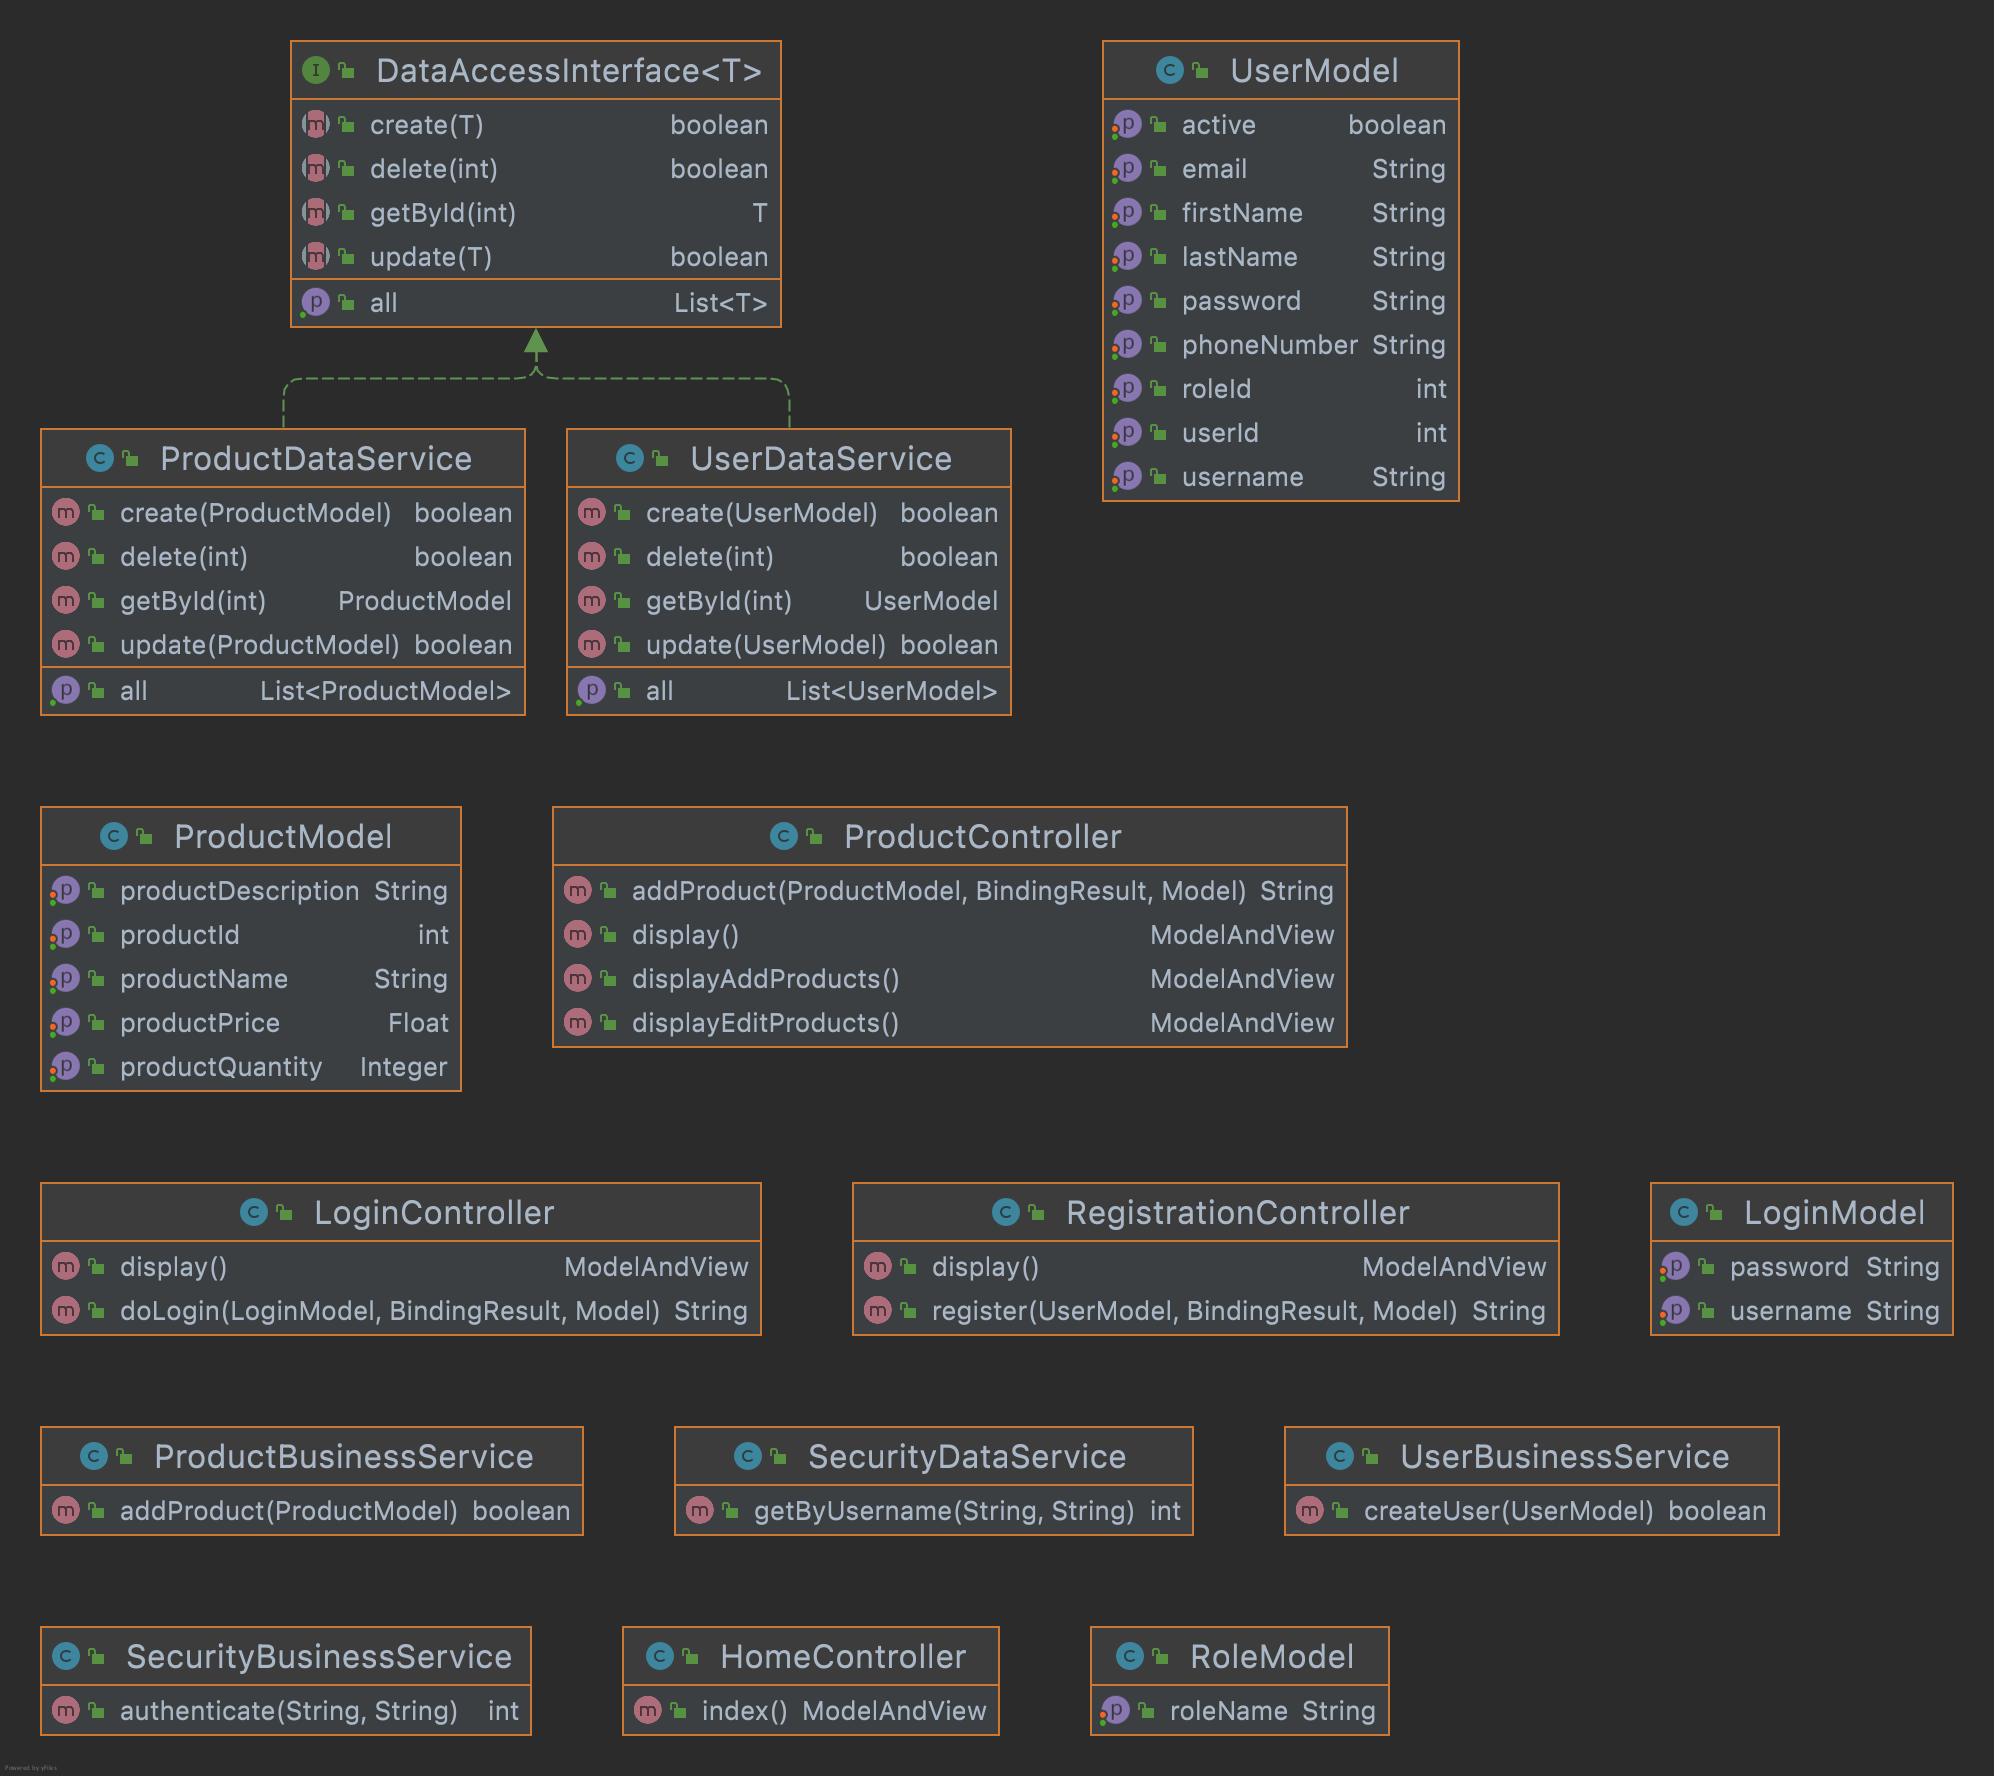 DataAccessInterface<T>
create(T) boolean
delete(int) boolean
getById(int) T
update(T) boolean
all List<T>
UserModel
active boolean
email String
firstName String
lastName String
password String
phoneNumber String
roleId int
userId int
username String
ProductDataService
create(ProductModel) boolean
delete(int) boolean
getById(int) ProductModel
update(ProductModel) boolean
all List<ProductModel>
UserDataService
create(UserModel) boolean
delete(int) boolean
getById(int) UserModel
update(UserModel) boolean
all List<UserModel>
ProductModel
productDescription String
productId int
productName String
productPrice Float
productQuantity Integer
ProductController
addProduct(ProductModel, BindingResult, Model) String
display() ModelAndView
displayAddProducts() ModelAndView
displayEditProducts() ModelAndView
LoginController
display() ModelAndView
doLogin(LoginModel, BindingResult, Model) String
RegistrationController
display() ModelAndView
register(UserModel, BindingResult, Model) String
LoginModel
password String
username String
ProductBusinessService
addProduct(ProductModel) boolean
SecurityDataService
getByUsername(String, String) int
UserBusinessService
createUser(UserModel) boolean
SecurityBusinessService
authenticate(String, String) int
HomeController
index() ModelAndView
RoleModel
roleName String
Powered by yFiles